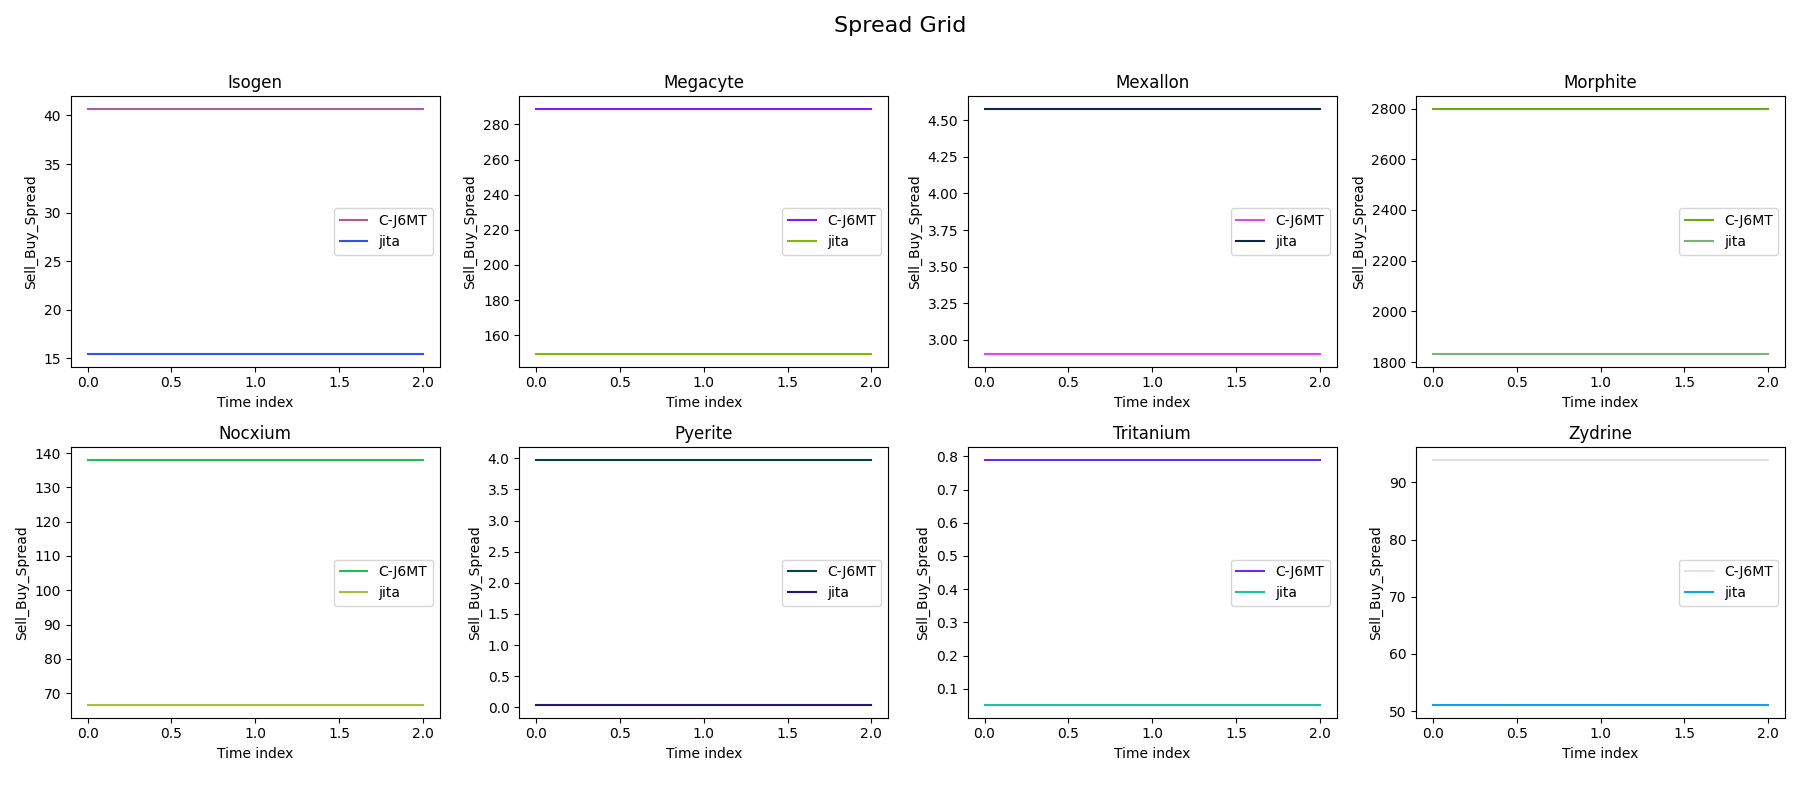 Spread Grid
Isogen
Sell_Buy_Spread
40
35
30
25
20
15
C-J6MT
jita
0.0 0.5 1.0 1.5 2.0
Time index
Megacyte
Sell_Buy_Spread
280
260
240
220
200
180
160
C-J6MT
jita
0.0 0.5 1.0 1.5 2.0
Time index
Mexallon
Sell_Buy_Spread
4.50
4.25
4.00
3.75
3.50
3.25
3.00
C-J6MT
jita
0.0 0.5 1.0 1.5 2.0
Time index
Morphite
Sell_Buy_Spread
2800
2600
2400
2200
2000
1800
C-J6MT
jita
0.0 0.5 1.0 1.5 2.0
Time index
Nocxium
Sell_Buy_Spread
140
130
120
110
100
90
80
70
C-J6MT
jita
0.0 0.5 1.0 1.5 2.0
Time index
Pyerite
Sell_Buy_Spread
4.0
3.5
3.0
2.5
2.0
1.5
1.0
0.5
0.0
C-J6MT
jita
0.0 0.5 1.0 1.5 2.0
Time index
Tritanium
Sell_Buy_Spread
0.8
0.7
0.6
0.5
0.4
0.3
0.2
0.1
C-J6MT
jita
0.0 0.5 1.0 1.5 2.0
Time index
Zydrine
Sell_Buy_Spread
90
80
70
60
50
C-J6MT
jita
0.0 0.5 1.0 1.5 2.0
Time index